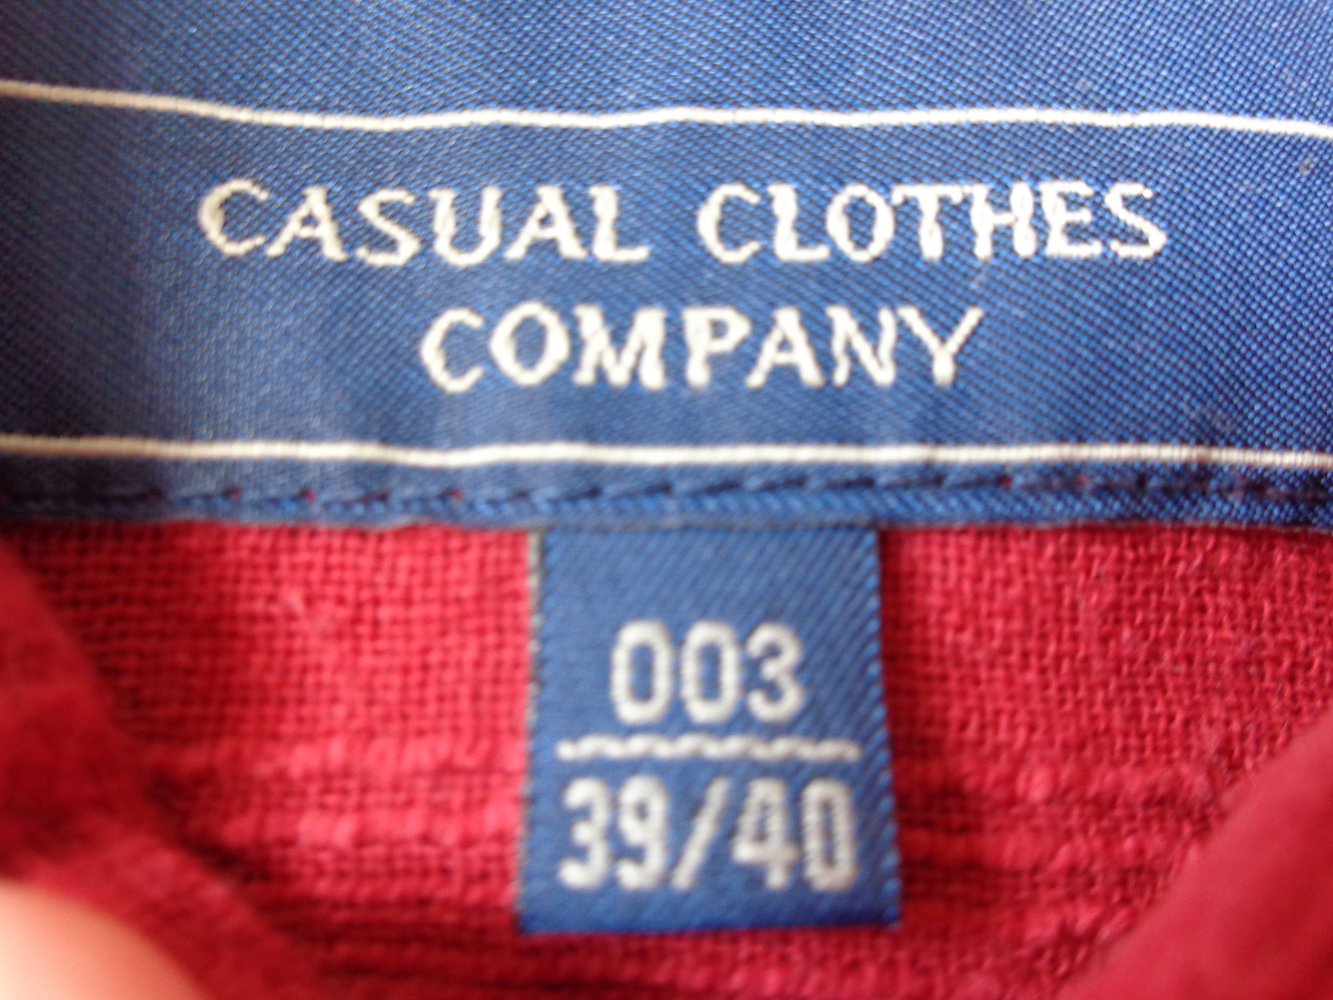 CASUAL CLOTHES
COMPANY
003
39/40